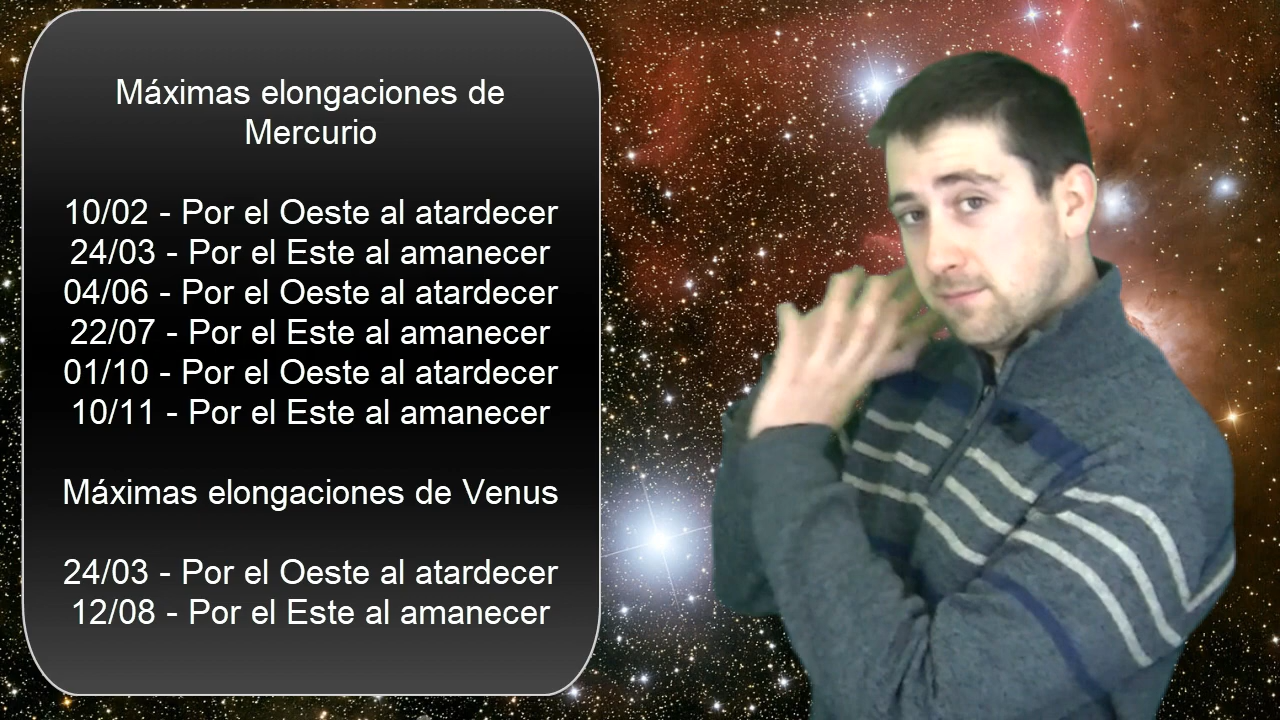 Máximas elongaciones de
Mercurio
10/02 - Por el Oeste al atardecer
24/03 - Por el Este al amanecer
04/06 - Por el Oeste al atardecer
22/07 - Por el Este al amanecer
01/10 - Por el Oeste al atardecer
10/11 - Por el Este al amanecer
Máximas elongaciones de Venus
24/03 - Por el Oeste al atardecer
12/08 - Por el Este al amanecer